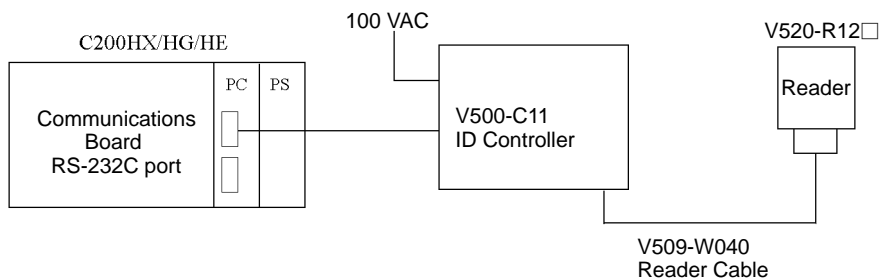 100 VAC
V520-R12□
C200HX/HG/HE
PC
PS
Reader
Communications
Board
RS-232C port
V500-C11
ID Controller
V509-W040
Reader Cable